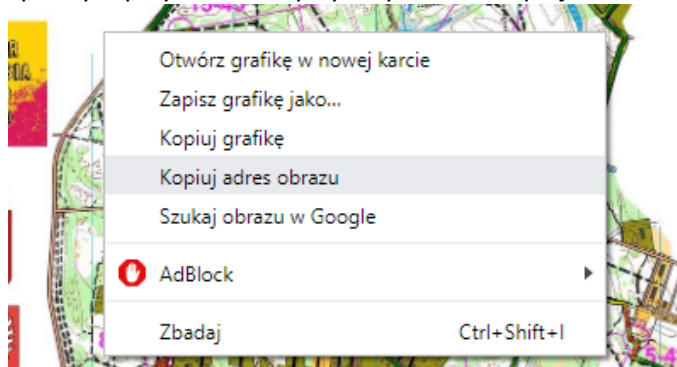 Otwórz grafikę w nowej karcie
Zapisz grafikę jako...
Kopiuj grafikę
Kopiuj adres obrazu
Szukaj obrazu w Google
AdBlock
Zbadaj Ctrl+Shift+I